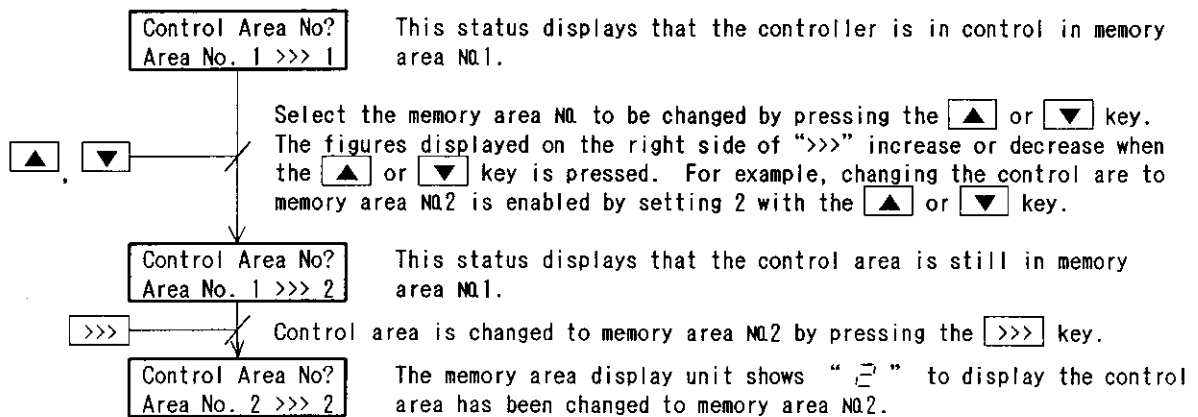 Control Area No?
Area No. 1 >>> 1
This status displays that the controller is in control in memory
area No.1.
Select the memory area No. to be changed by pressing the ▲ or ▼ key.
▲, ▼
The figures displayed on the right side of “>>>” increase or decrease when
the ▲ or ▼ key is pressed. For example, changing the control are to
memory area No.2 is enabled by setting 2 with the ▲ or ▼ key.
Control Area No?
Area No. 1 >>> 2
This status displays that the control area is still in memory
area No.1.
>>>
Control area is changed to memory area No.2 by pressing the >>> key.
Control Area No?
Area No. 2 >>> 2
The memory area display unit shows “ 2 ” to display the control
area has been changed to memory area No.2.